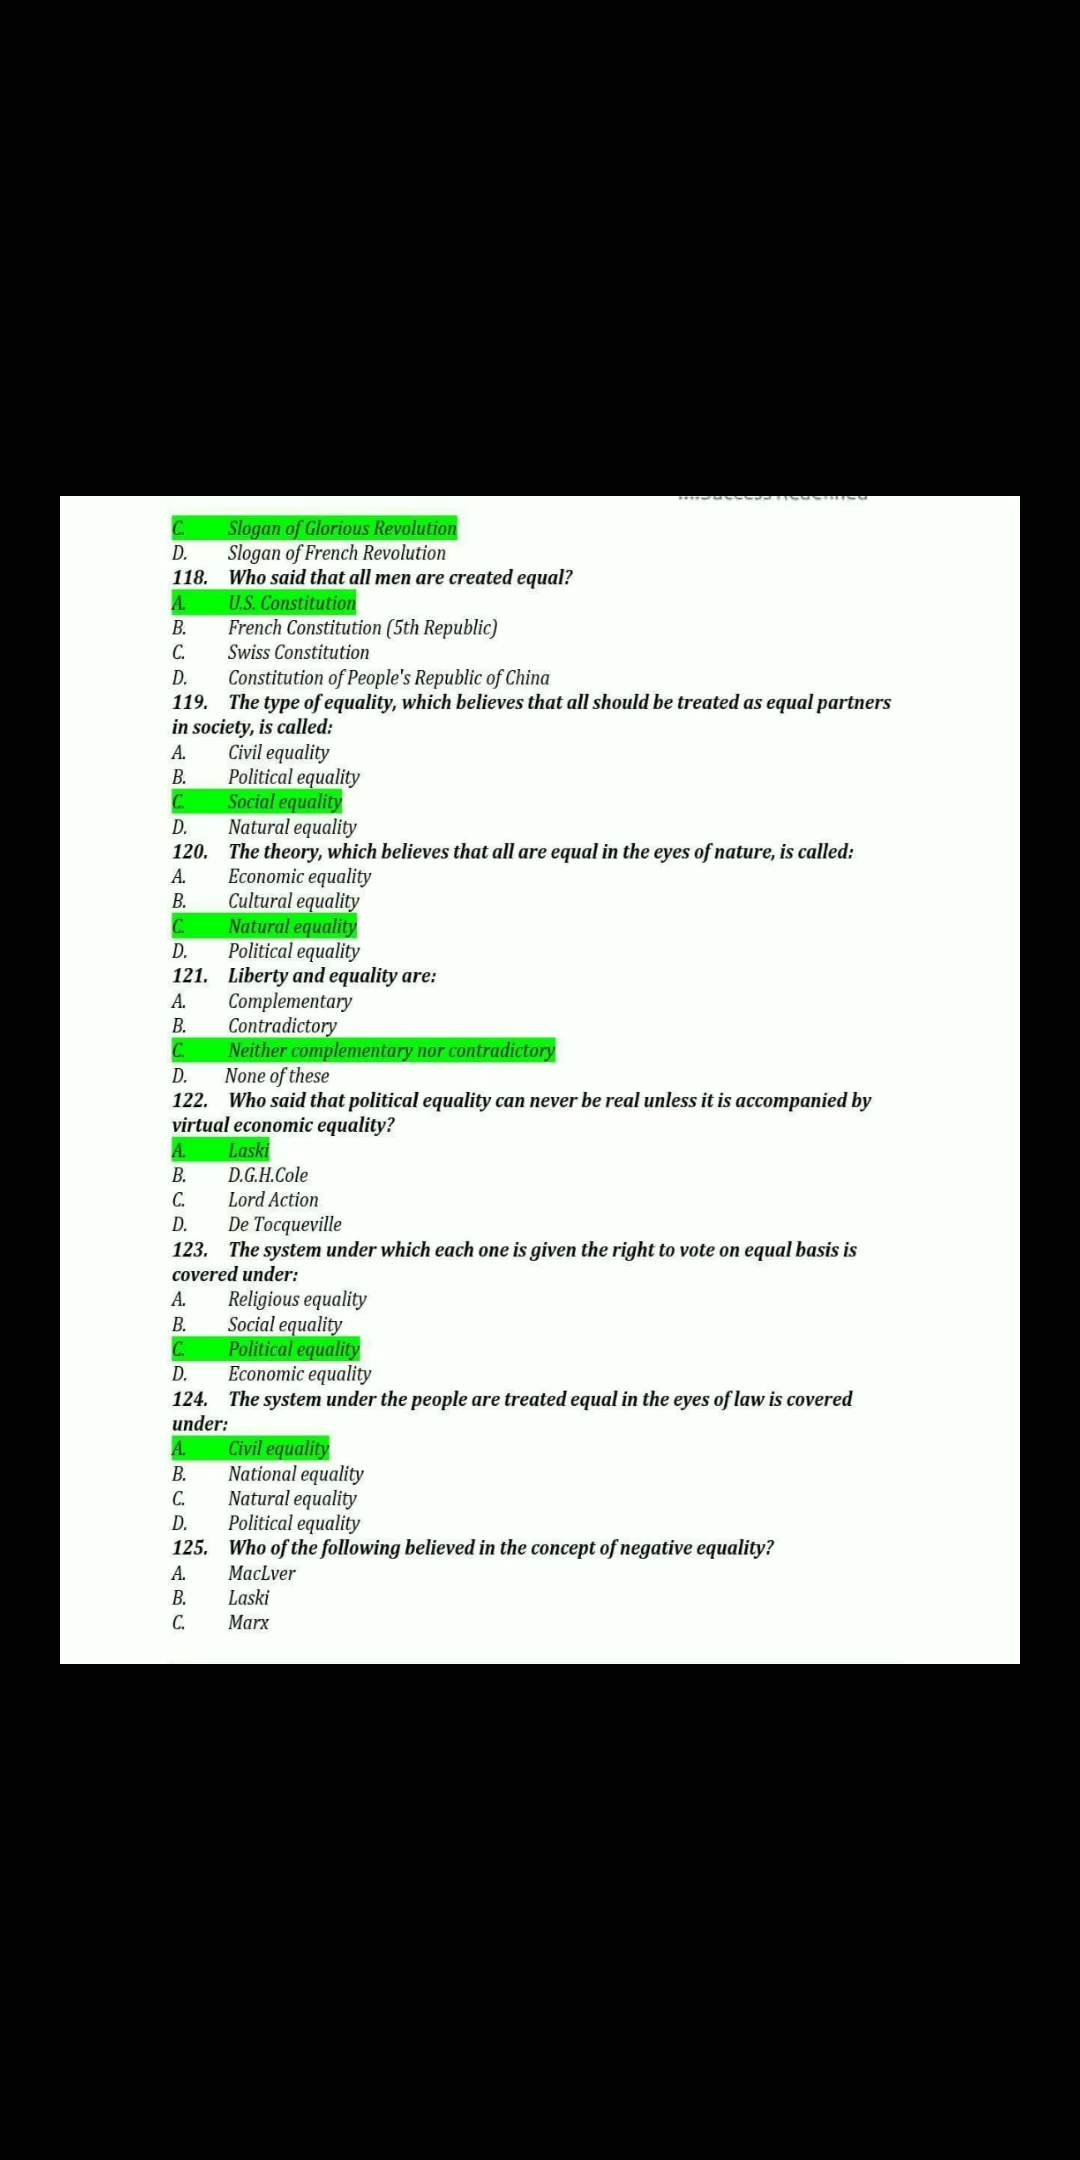 C. Slogan of Glorious Revolution
D. Slogan of French Revolution
118. Who said that all men are created equal?
A. U.S. Constitution
B. French Constitution (5th Republic)
C. Swiss Constitution
D. Constitution of People's Republic of China
119. The type of equality, which believes that all should be treated as equal partners
in society, is called:
A. Civil equality
B. Political equality
C. Social equality
D. Natural equality
120. The theory, which believes that all are equal in the eyes of nature, is called:
A. Economic equality
B. Cultural equality
C. Natural equality
D. Political equality
121. Liberty and equality are:
A. Complementary
B. Contradictory
C. Neither complementary nor contradictory
D. None of these
122. Who said that political equality can never be real unless it is accompanied by
virtual economic equality?
A. Laski
B. D.G.H.Cole
C. Lord Action
D. De Tocqueville
123. The system under which each one is given the right to vote on equal basis is
covered under:
A. Religious equality
B. Social equality
C. Political equality
D. Economic equality
124. The system under the people are treated equal in the eyes of law is covered
under:
A. Civil equality
B. National equality
C. Natural equality
D. Political equality
125. Who of the following believed in the concept of negative equality?
A. MacLver
B. Laski
C. Marx